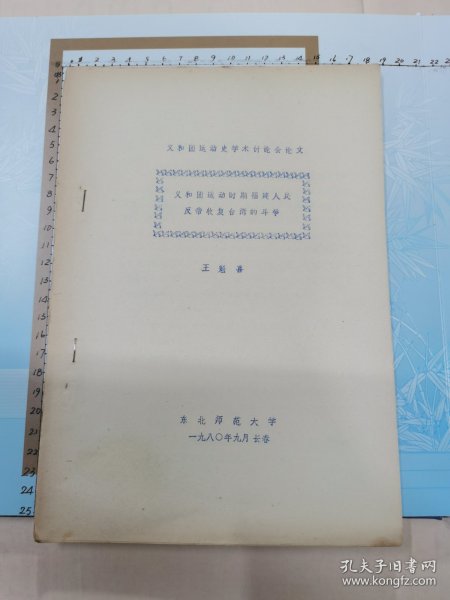 义和团运动史学术讨论会论文
义和团运动时期福建人民
反帝收复台湾的斗争
王魁喜
东北师范大学
一九八〇年九月 长春
孔夫子旧书网
www.kongfz.com